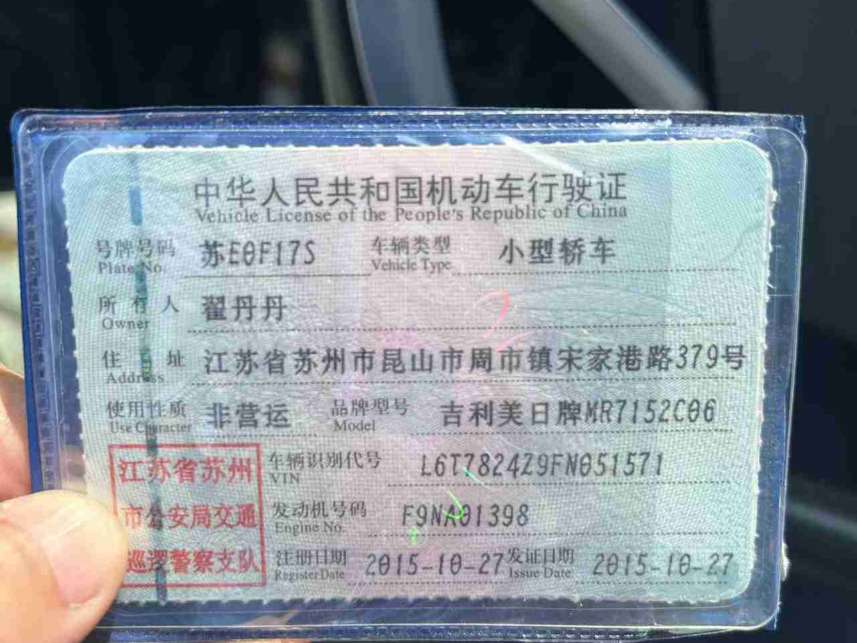 中华人民共和国机动车行驶证
Vehicle License of the People's Republic of China
号牌号码 苏E0F17S 车辆类型 小型轿车
Plate No. Vehicle Type
所有人 翟丹丹
Owner
住址 江苏省苏州市昆山市周市镇宋家港路379号
Address
使用性质 非营运 品牌型号 吉利美日牌MR7152C06
Use Character Model
江苏省苏州 车辆识别代号 L6T7824Z9FN051571
VIN
市公安局交通 发动机号码 F9NA01398
Engine No.
巡逻警察支队 注册日期 2015-10-27 发证日期 2015-10-27
Register Date Issue Date